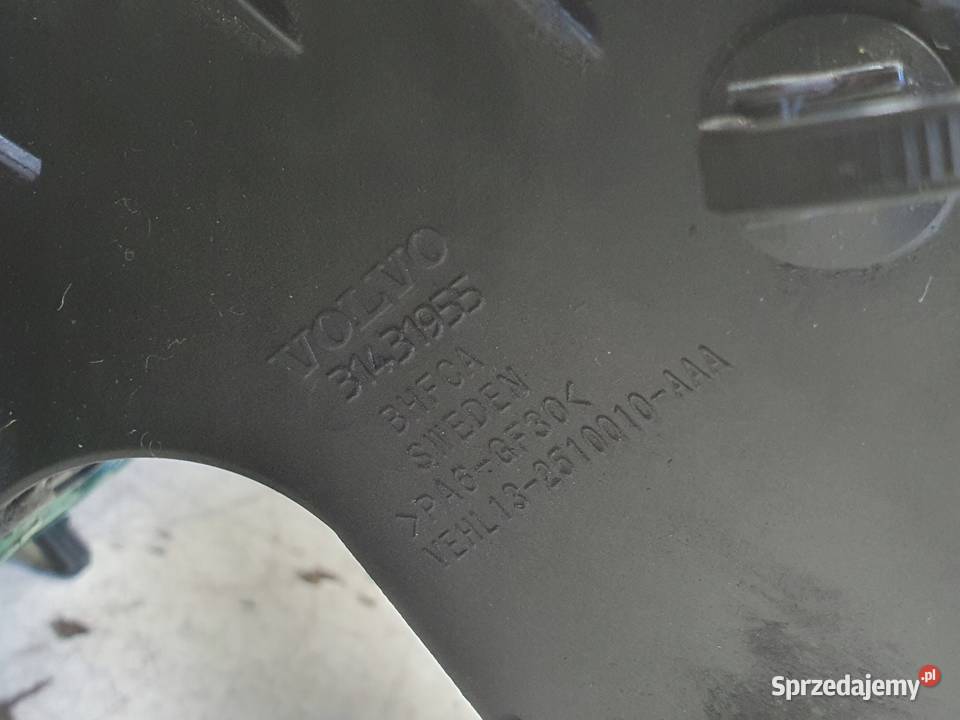 VOLVO
31431955
BHFCA
SWEDEN
>PA6-GF30<
VEHL13-2510010-AAA
Sprzedajemy.pl